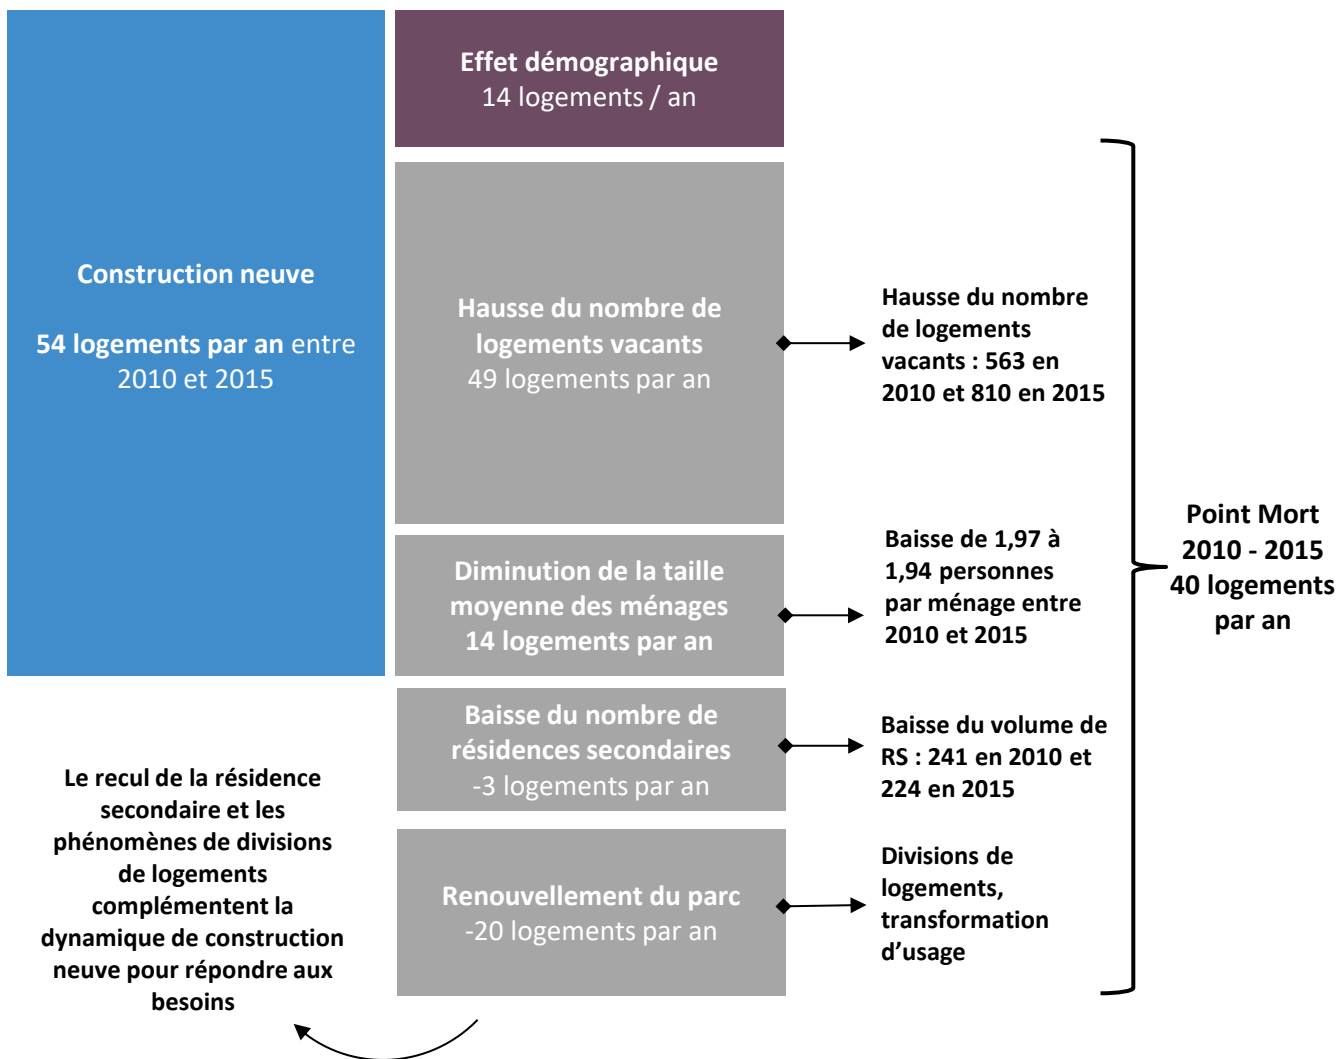 Effet démographique
14 logements / an
Construction neuve
54 logements par an entre
2010 et 2015
Hausse du nombre de
logements vacants
49 logements par an
Hausse du nombre
de logements
vacants : 563 en
2010 et 810 en 2015
Diminution de la taille
moyenne des ménages
14 logements par an
Baisse de 1,97 à
1,94 personnes
par ménage entre
2010 et 2015
Point Mort
2010 - 2015
40 logements
par an
Baisse du nombre de
résidences secondaires
-3 logements par an
Baisse du volume de
RS : 241 en 2010 et
224 en 2015
Le recul de la résidence
secondaire et les
phénomènes de divisions
de logements
complémentent la
dynamique de construction
neuve pour répondre aux
besoins
Renouvellement du parc
-20 logements par an
Divisions de
logements,
transformation
d’usage